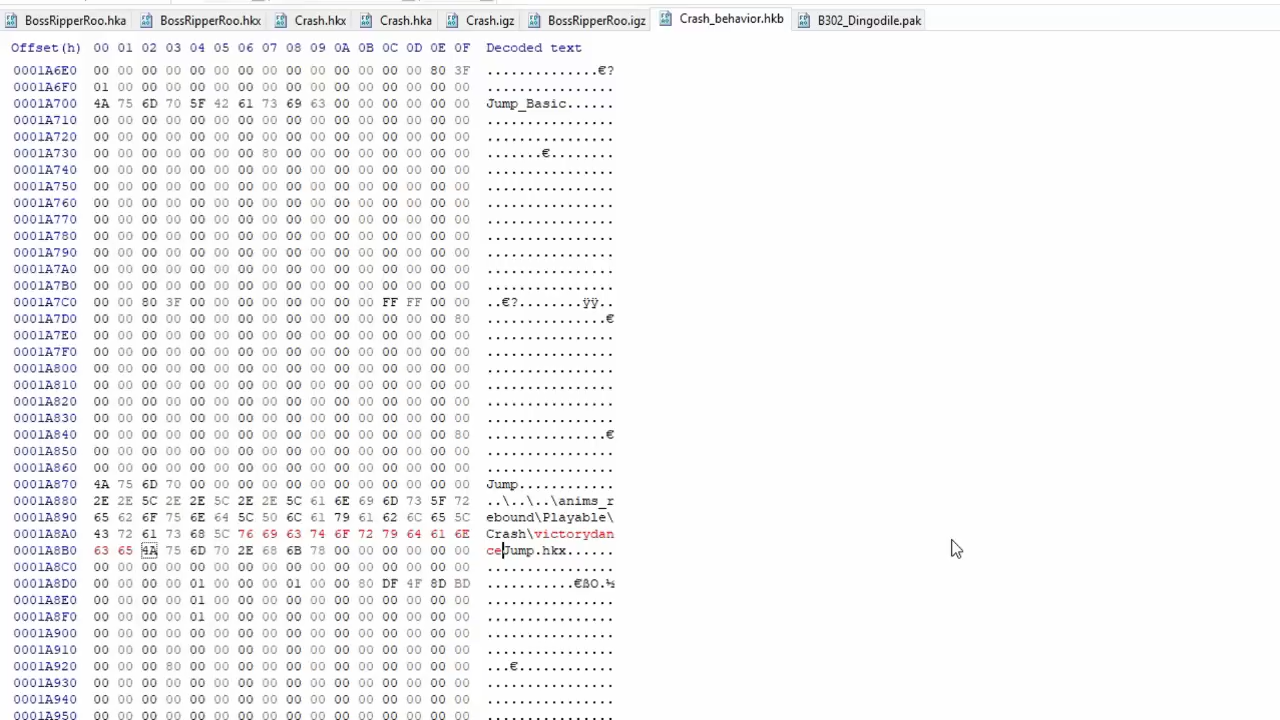 BossRipperRoo.hka BossRipperRoo.hkx Crash.hkx Crash.hka Crash.igz BossRipperRoo.igz Crash_behavior.hkb B302_Dingodile.pak
Offset(h) 00 01 02 03 04 05 06 07 08 09 0A 0B 0C 0D 0E 0F Decoded text
0001A6E0 00 00 00 00 00 00 00 00 00 00 00 00 00 00 80 3F ..............€?
0001A6F0 01 00 00 00 00 00 00 00 00 00 00 00 00 00 00 00 ................
0001A700 4A 75 6D 70 5F 42 61 73 69 63 00 00 00 00 00 00 Jump_Basic......
0001A710 00 00 00 00 00 00 00 00 00 00 00 00 00 00 00 00 ................
0001A720 00 00 00 00 00 00 00 00 00 00 00 00 00 00 00 00 ................
0001A730 00 00 00 00 00 00 00 80 00 00 00 00 00 00 00 00 .......€........
0001A740 00 00 00 00 00 00 00 00 00 00 00 00 00 00 00 00 ................
0001A750 00 00 00 00 00 00 00 00 00 00 00 00 00 00 00 00 ................
0001A760 00 00 00 00 00 00 00 00 00 00 00 00 00 00 00 00 ................
0001A770 00 00 00 00 00 00 00 00 00 00 00 00 00 00 00 00 ................
0001A780 00 00 00 00 00 00 00 00 00 00 00 00 00 00 00 00 ................
0001A790 00 00 00 00 00 00 00 00 00 00 00 00 00 00 00 00 ................
0001A7A0 00 00 00 00 00 00 00 00 00 00 00 00 00 00 00 00 ................
0001A7B0 00 00 00 00 00 00 00 00 00 00 00 00 00 00 00 00 ................
0001A7C0 00 00 80 3F 00 00 00 00 00 00 00 00 FF FF 00 00 ..€?........ÿÿ..
0001A7D0 00 00 00 00 00 00 00 00 00 00 00 00 00 00 00 80 ...............€
0001A7E0 00 00 00 00 00 00 00 00 00 00 00 00 00 00 00 00 ................
0001A7F0 00 00 00 00 00 00 00 00 00 00 00 00 00 00 00 00 ................
0001A800 00 00 00 00 00 00 00 00 00 00 00 00 00 00 00 00 ................
0001A810 00 00 00 00 00 00 00 00 00 00 00 00 00 00 00 00 ................
0001A820 00 00 00 00 00 00 00 00 00 00 00 00 00 00 00 00 ................
0001A830 00 00 00 00 00 00 00 00 00 00 00 00 00 00 00 00 ................
0001A840 00 00 00 00 00 00 00 00 00 00 00 00 00 00 00 80 ...............€
0001A850 00 00 00 00 00 00 00 00 00 00 00 00 00 00 00 00 ................
0001A860 00 00 00 00 00 00 00 00 00 00 00 00 00 00 00 00 ................
0001A870 4A 75 6D 70 00 00 00 00 00 00 00 00 00 00 00 00 Jump............
0001A880 2E 2E 5C 2E 2E 5C 2E 2E 5C 61 6E 69 6D 73 5F 72 ..\..\..\anims_r
0001A890 65 62 6F 75 6E 64 5C 50 6C 61 79 61 62 6C 65 5C ebound\Playable\
0001A8A0 43 72 61 73 68 5C 76 69 63 74 6F 72 79 64 61 6E Crash\victorydan
0001A8B0 63 65 4A 75 6D 70 2E 68 6B 78 00 00 00 00 00 00 ceJump.hkx......
0001A8C0 00 00 00 00 00 00 00 00 00 00 00 00 00 00 00 00 ................
0001A8D0 00 00 00 00 01 00 00 00 01 00 00 80 DF 4F 8D BD ...........€ßO.½
0001A8E0 00 00 00 00 01 00 00 00 00 00 00 00 00 00 00 00 ................
0001A8F0 00 00 00 00 01 00 00 00 00 00 00 00 00 00 00 00 ................
0001A900 00 00 00 00 00 00 00 00 00 00 00 00 00 00 00 00 ................
0001A910 00 00 00 00 00 00 00 00 00 00 00 00 00 00 00 00 ................
0001A920 00 00 00 80 00 00 00 00 00 00 00 00 00 00 00 00 ...€............
0001A930 00 00 00 00 00 00 00 00 00 00 00 00 00 00 00 00 ................
0001A940 00 00 00 00 00 00 00 00 00 00 00 00 00 00 00 00 ................
0001A950 00 00 00 00 00 00 00 00 00 00 00 00 00 00 00 00 ................